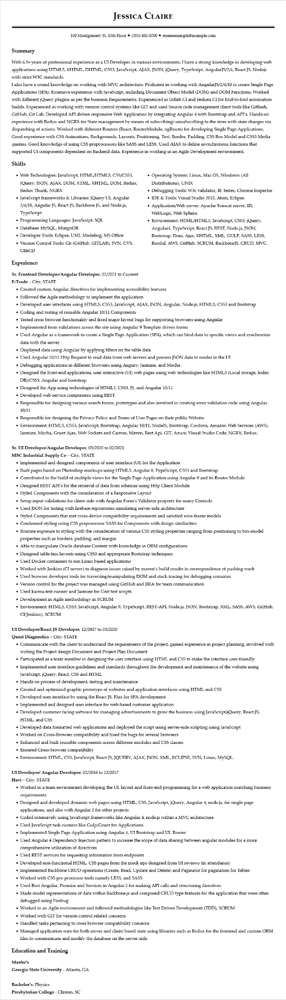 Jessica Claire
100 Montgomery St. 10th Floor ● (555) 432-1000 ● resumesample@example.com
Summary
With 6.5+ years of professional experience as a UI Developer in various environments. I have a strong knowledge in developing web
applications using HTML5, XHTML, DHTML, CSS3, JavaScript, AJAX, JSON, jQuery, TypeScript, AngularJS/2/4, React JS, Nodejs
with strict W3C standards.
I also have a sound knowledge on working with MVC architecture. Proficient in working with AngularJS/2/4/10 to create Single Page
Applications (SPA). Extensive experience with JavaScript, including Document Object Model (DOM) and DOM Functions. Worked
with different jQuery plugins as per the business Requirements. Experienced in Gitlab CI and Jenkins CI for End-to-End automation
builds. Experienced in working with version control systems like GIT and used Source code management client tools like GitBash,
GitHub, Git Lab. Developed API driven responsive Web Application by integrating Angular 4 with Bootstrap and API's. Hands-on
experience with Redux and NGRX for State management by means of subscribing/ unsubscribing to the store with state changes via
dispatching of actions. Worked with different Routers (React, RouterModule, ngRoute) for developing Single Page Applications.
Good experience with CSS Animations, Backgrounds, Layouts, Positioning, Text, Border, Padding, CSS Box Model and CSS3 Media
queries. Good knowledge of using CSS preprocessors like SASS and LESS. Used AJAX to define asynchronous functions that
supported UI components dependent on Backend data. Experience in working in an Agile Development environment.
Skills
• Web Technologies: JavaScript, HTML/HTML5, CSS/CSS3,
JQuery, JSON, AJAX, DOM, XTML, XHTML, DOM, Redux,
Redux Thunk, NGRX
• JavaScript frameworks & Libraries: JQuery UI, Angular
2/4/10, Angular JS, React JS, Backbone JS, and Node.js,
TypeScript.
• Programming Languages: JavaScript, SQL
• Database: MySQL, MongoDB.
• Developer Tools: Eclipse, UML Modeling, MS Office
• Version Control Tools: Git (GitHub, GITLAB), SVN, CVS,
CI&CD
• Operating System: Linux, Mac OS, Windows (All
Distributions), UNIX
• Debugging Tools: W3c validator, IE Tester, Chrome Inspector
• IDE & Tools: Visual Studio 2010, Atom, Eclipse.
• Application/Web server: Apache Tomcat server, IIS,
WebLogic, Web Sphere.
• Environment: HTML/HTML5, JavaScript, CSS3, jQuery,
Angular4, TypeScript, React.JS, REST, Node.js, JSON,
Bootstrap, Dom, Ajax, XHTML, XML, GULP, SASS, LESS,
Restful, AWS, GitHub, SCRUM, BackboneJS, CRUD, MVC.
Experience
Sr. Frontend Developer/Angular Developer, 02/2021 to Current
E-Trade – City, STATE
• Created custom Angular directives for implementing accessibility features
• Followed the Agile methodology to implement the application
• Developed user interfaces using HTML5, CSS3, JavaScript, AJAX, JSON, Angular, Node.js, HTML5, CSS3 and Bootstrap
• Coding and testing of reusable Angular 10/11 Components
• Tested cross browser functionality and fixed major layout bugs for supporting browsers using Angular
• Implemented form validations across the site using Angular 9 Template driven forms
• Used Angular as a framework to create a Single Page Application (SPA), which can bind data to specific views and synchronize
data with the server
• Displayed data using Angular by applying filters on the table data
• Used Angular 10/11 Http Request to read data from web servers and process JSON data to render in the UI
• Debugging applications in different browsers using Augury, Jasmine, and Mocha
• Designed the front-end applications, user interactive (UI) web pages using web technologies like HTML5 (Local storage, Index
DB)/CSS3, Angular and bootstrap
• Designed the App using technologies of HTML5, CSS3, JS, and Angular 10/11
• Developed web service components using REST
• Responsible for designing various search forms, prototypes and also involved in creating error validation code using Angular
10/11
• Responsible for designing the Privacy Policy and Terms of User Pages on their public Website
• Environment: HTML5, CSS3, JavaScript, Bootstrap, Angular 10/11, NodeJS, Bootstrap, Cordova, Amazon Web Services (AWS),
Jasmine, Mocha, Grunt Ajax, Web Sockets and Canvas, Maven, Rest Api, GIT, Azure, Visual Studio Code, NGRX, Redux.
Sr. UI Developer/Angular Developer, 03/2020 to 02/2021
MSC Industrial Supply Co – City, STATE
• Implemented and designed components of user interface (UI) for the Application
• Built pages based on Photoshop mockups using HTML5, Angular 9, TypeScript, CSS3 and Bootstrap
• Contributed in the build of multiple views for the Single Page Application using Angular 9 and its Router Module
• Designed REST API's for the retrieval of data from schemas using Http Client Module
• Styled Components with the consideration of a Responsive Layout
• Setup input validations for client-side with Angular Form's Validator property for many Controls
• Used JSON for testing with firebase repositories simulating server-side architecture
• Styled Components that met cross-device compatibility requirements and satisfied wire-frame models
• Condensed styling using CSS preprocessor SASS for Components with design similarities
• Routine exposure to styling with the consideration of various CSS styling properties ranging from positioning to box-model
properties such as borders, padding, and margin
• Able to manipulate Oracle database Content with knowledge in ORM configurations
• Designed table-less layouts using CSS3 and appropriate Bootstrap techniques
• Used Docker containers to run Linux based applications
• Worked with Jenkins (CI server) to diagnose issues raised by maven's build results in correspondence of pushing work
• Used browser developer tools for traversing/manipulating DOM and stack-tracing for debugging scenarios
• Version control for the project was managed using GitHub and JIRA for team communication
• Used karma-test-runner and Jasmine for Unit test scripts
• Development in Agile methodology in SCRUM
• Environment: HTML5, CSS3, JavaScript, Angular 9, TypeScript, REST-API, Node.js, JSON, Bootstrap, XML, SASS, AWS, GitHub,
CI(Jenkins), SCRUM
UI Developer/React JS Developer, 12/2017 to 03/2020
Quest Diagnostics – City, STATE
• Communicate with the client to understand the requirements of the project, gained experience in project planning, involved with
writing the Project design Document and Project Plan Document
• Participated as a team member in designing the user interface using HTML and CSS to make the interface user-friendly
• Implemented user interface guidelines and standards throughout the development and maintenance of the website using
JavaScript, jQuery, React, CSS and HTML
• Hands on process of development, testing and maintenance
• Created and optimized graphic prototype of websites and application interfaces using HTML and CSS
• Developed user interface by using the React JS, Flux for SPA development
• Implemented and designed user interface for web-based customer application
• Developed customer facing software for managing advertisements to grow the business using JavaScript/jQuery, React.JS,
HTML, and CSS
• Developed data formatted web applications and deployed the script using server-side scripting using JavaScript
• Worked on Cross-Browser compatibility and fixed the bugs for several browsers
• Enhanced and built reusable components across different modules and CSS classes
• Ensured Cross-browser compatibility
• Environment: HTML, CSS, JavaScript, React JS, JQUERY, AJAX, JSON, XML, ECLIPSE, SVN, Linux, MySQL.
UI Developer/ Angular Developer, 02/2016 to 12/2017
Havi – City, STATE
• Worked in a team environment developing the UI, layout and front-end programming for a web application matching business
requirements
• Designed and developed dynamic web pages using HTML, CSS, JavaScript, jQuery, Angular 4, node.js, for single page
applications, and also with Angular 2 for other projects
• Coded extensively using JavaScript frameworks like Angular 4, node.js within a MVC architecture
• Used JavaScript task-runners like Gulp/Grunt for Applications
• Implemented Single Page Application using Angular 4, UI Bootstrap and UI- Router
• Used Angular 4 Dependency Injection pattern to increase the scope of data sharing between angular modules for a more
comprehensive utilization of directives
• Used REST services for requesting information from endpoints
• Developed non-functional HTML, CSS pages from the mock ups designed from UI reviews (in attendance)
• Implemented Backbone CRUD operations (Create, Read, Update and Delete) and Paginator for pagination for Tables
• Worked with CSS pre-processor tools namely LESS, and SASS
• Used Rest Angular, Promise and Services in Angular 2 for making API calls and structuring directives
• Made model representations of data within Backbone.js and composed CRUD type features for the application that were often
debugged using Firebug
• Worked in an Agile environment and followed methodologies like Test Driven Development (TDD), SCRUM
• Worked with GIT for version control related concerns
• Handled tasks pertaining to cross browser compatibility concerns
• Managed application state for both server and client-based state using libraries such as Redux for the frontend and custom ORM
files to communicate and modify the database on the server-side.
Education and Training
Master's
Georgia State University - Atlanta, GA
Bachelor's: Physics
Presbyterian College - Clinton, SC